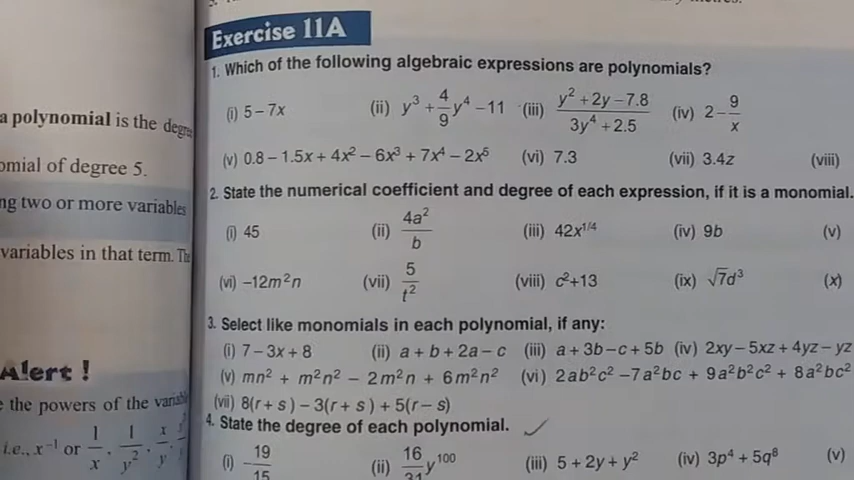 a polynomial is the degree
omial of degree 5.
ng two or more variables
variables in that term. The
Alert !
e the powers of the variable
i.e., x⁻¹ or 1/x, 1/y², x/y,
Exercise 11A
1. Which of the following algebraic expressions are polynomials?
(i) 5 – 7x (ii) y³ + 4/9 y⁴ – 11 (iii) (y² + 2y – 7.8)/(3y⁴ + 2.5) (iv) 2 – 9/x
(v) 0.8 – 1.5x + 4x² – 6x³ + 7x⁴ – 2x⁵ (vi) 7.3 (vii) 3.4z (viii)
2. State the numerical coefficient and degree of each expression, if it is a monomial.
(i) 45 (ii) 4a²/b (iii) 42x^1/4 (iv) 9b (v)
(vi) –12m²n (vii) 5/t² (viii) c²+13 (ix) √7d³ (x)
3. Select like monomials in each polynomial, if any:
(i) 7 – 3x + 8 (ii) a + b + 2a – c (iii) a + 3b – c + 5b (iv) 2xy – 5xz + 4yz – yz
(v) mn² + m²n² – 2m²n + 6m²n² (vi) 2ab²c² – 7a²bc + 9a²b²c² + 8a²bc²
(vii) 8(r + s) – 3(r + s) + 5(r – s)
4. State the degree of each polynomial.
(i) –19/15 (ii) 16/31 y¹⁰⁰ (iii) 5 + 2y + y² (iv) 3p⁴ + 5q⁸ (v)